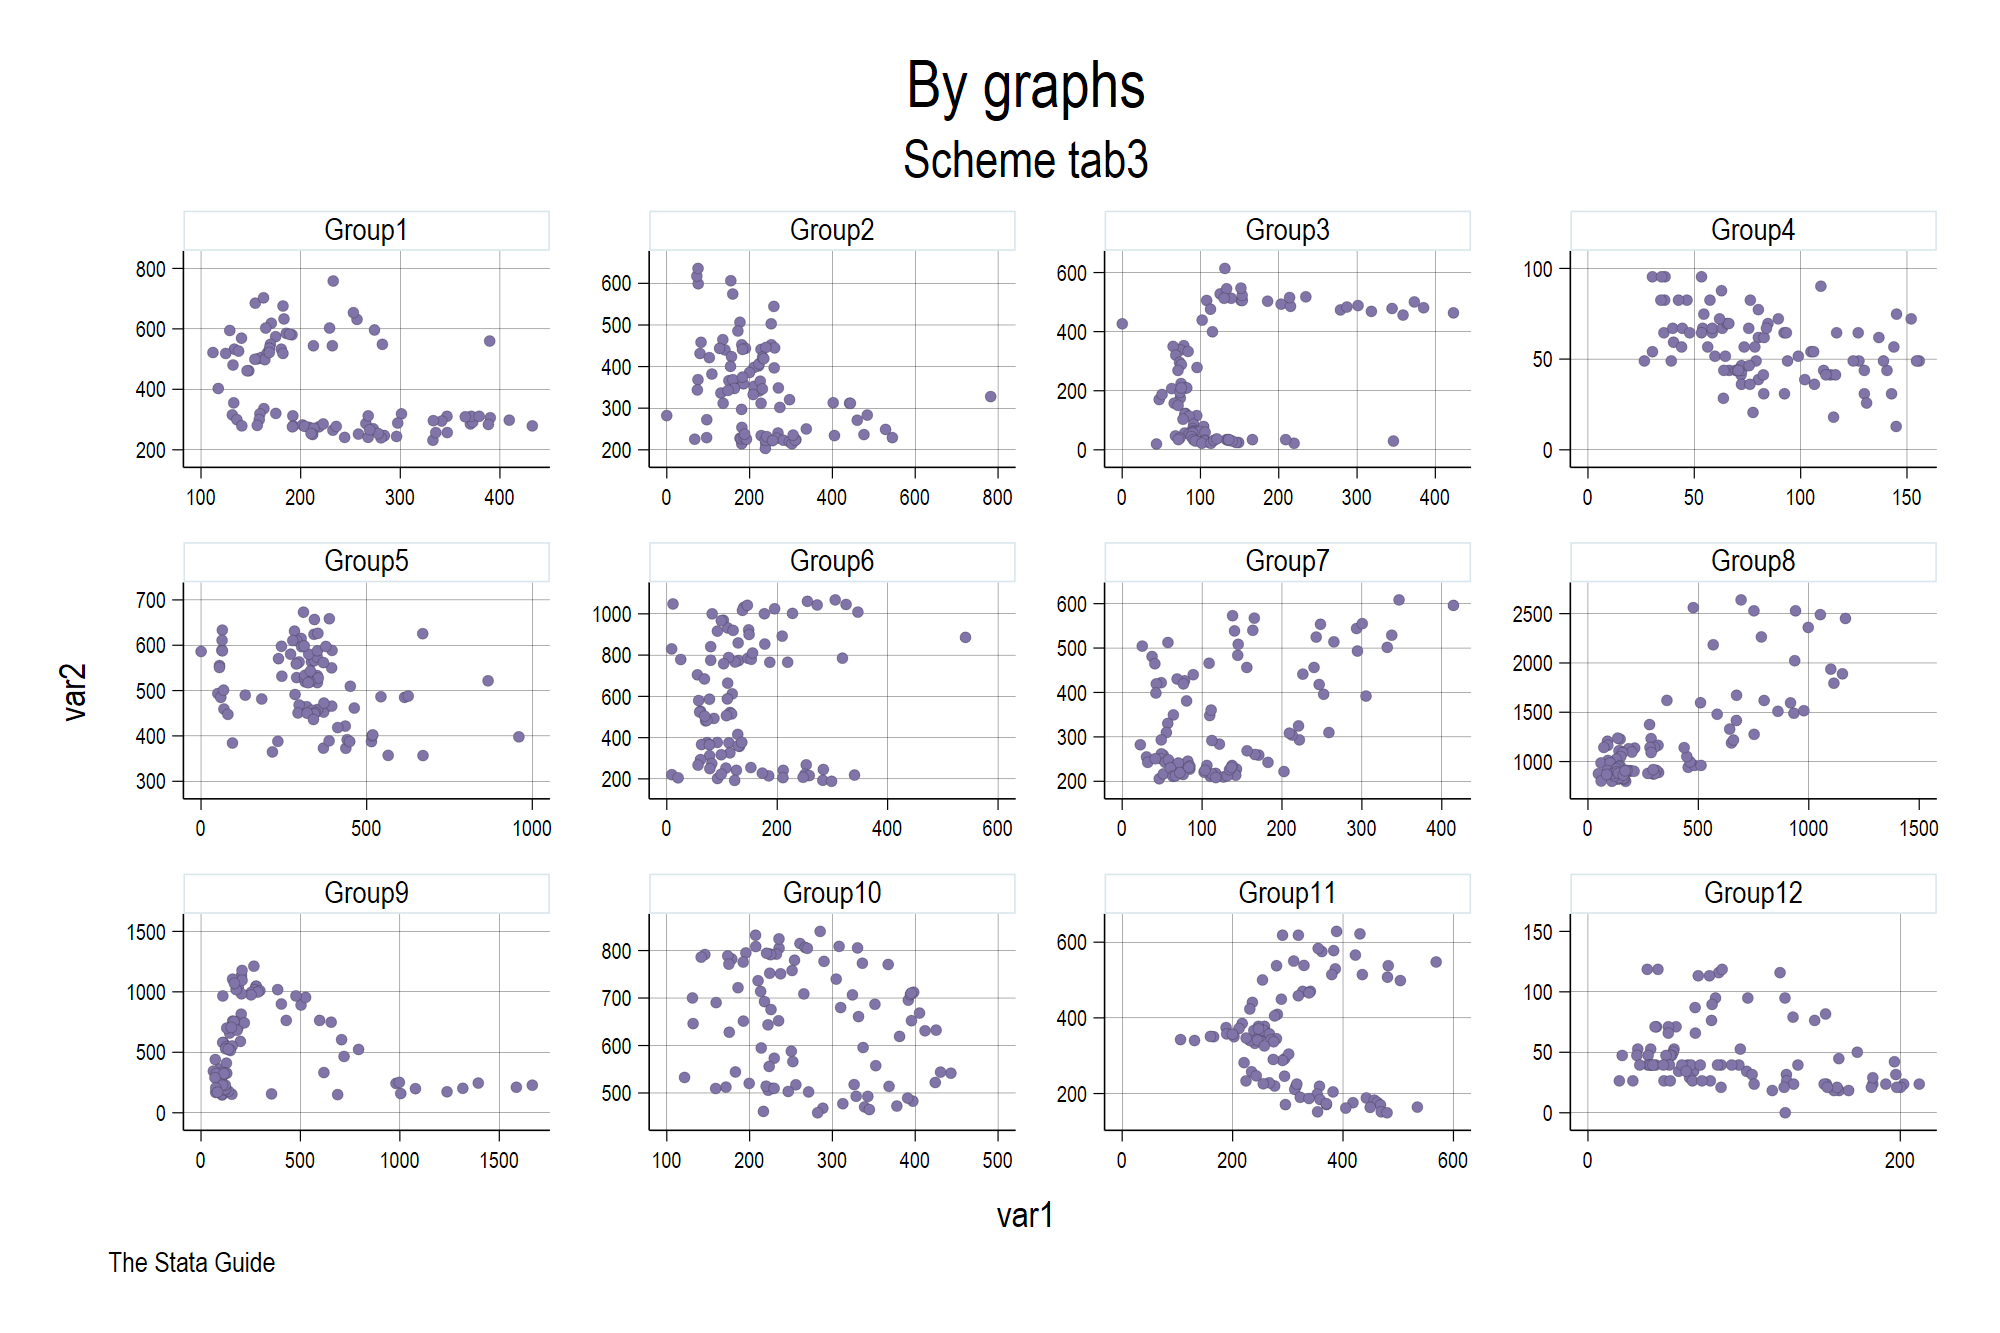 By graphs
Scheme tab3
Group1
Group2
Group3
Group4
800
600
400
200
100 200 300 400
600
500
400
300
200
0 200 400 600 800
600
400
200
0
0 100 200 300 400
100
50
0
0 50 100 150
Group5
Group6
Group7
Group8
700
600
500
400
300
0 500 1000
1000
800
600
400
200
0 200 400 600
600
500
400
300
200
0 100 200 300 400
2500
2000
1500
1000
0 500 1000 1500
Group9
Group10
Group11
Group12
1500
1000
500
0
0 500 1000 1500
800
700
600
500
100 200 300 400 500
600
400
200
0 200 400 600
150
100
50
0
0 200
var2
var1
The Stata Guide